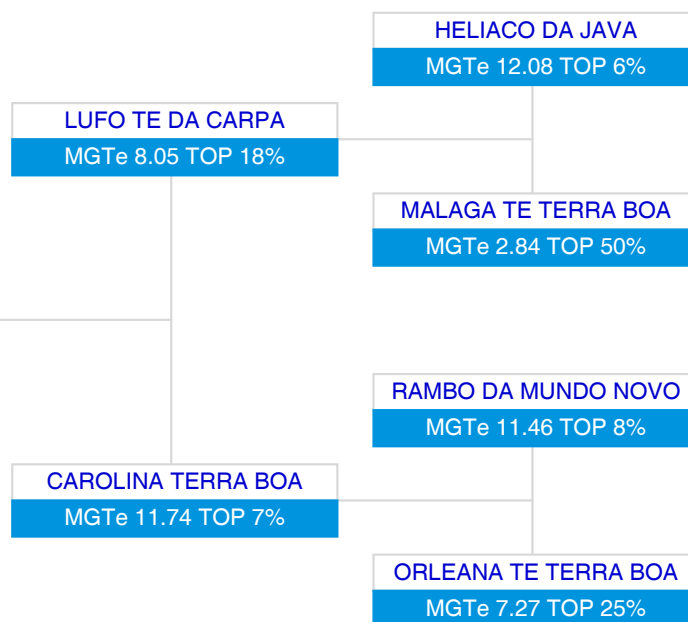 HELIACO DA JAVA
MGTe 12.08 TOP 6%
LUFO TE DA CARPA
MGTe 8.05 TOP 18%
MALAGA TE TERRA BOA
MGTe 2.84 TOP 50%
RAMBO DA MUNDO NOVO
MGTe 11.46 TOP 8%
CAROLINA TERRA BOA
MGTe 11.74 TOP 7%
ORLEANA TE TERRA BOA
MGTe 7.27 TOP 25%